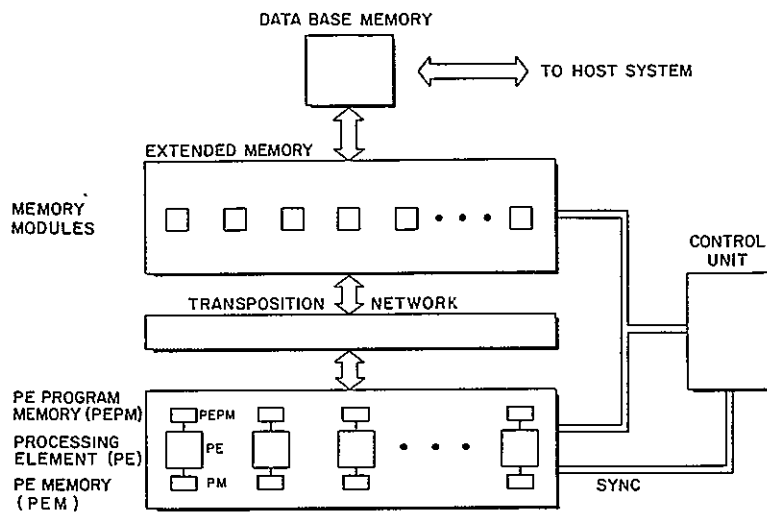 DATA BASE MEMORY
TO HOST SYSTEM
EXTENDED MEMORY
MEMORY
MODULES
CONTROL
UNIT
TRANSPOSITION NETWORK
PE PROGRAM
MEMORY (PEPM)
PEPM
PROCESSING
ELEMENT (PE)
PE
PE MEMORY
(PEM)
PM
SYNC